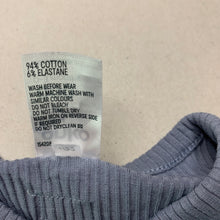 94% COTTON
6% ELASTANE
WASH BEFORE WEAR
WARM MACHINE WASH WITH
SIMILAR COLOURS
DO NOT BLEACH
DO NOT TUMBLE DRY
WARM IRON ON REVERSE SIDE
IF REQUIRED
DO NOT DRYCLEAN